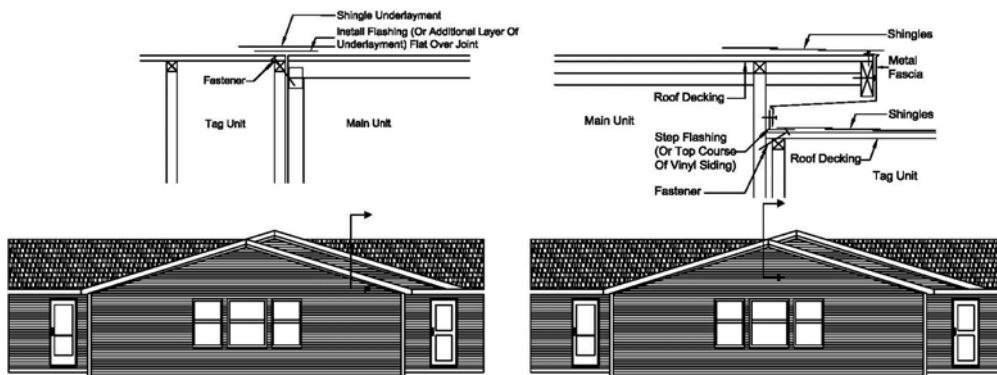 Shingle Underlayment
Install Flashing (Or Additional Layer Of
Underlayment) Flat Over Joint
Fastener
Tag Unit
Main Unit
Shingles
Metal
Fascia
Roof Decking
Main Unit
Shingles
Step Flashing
(Or Top Course
Of Vinyl Siding)
Roof Decking
Tag Unit
Fastener